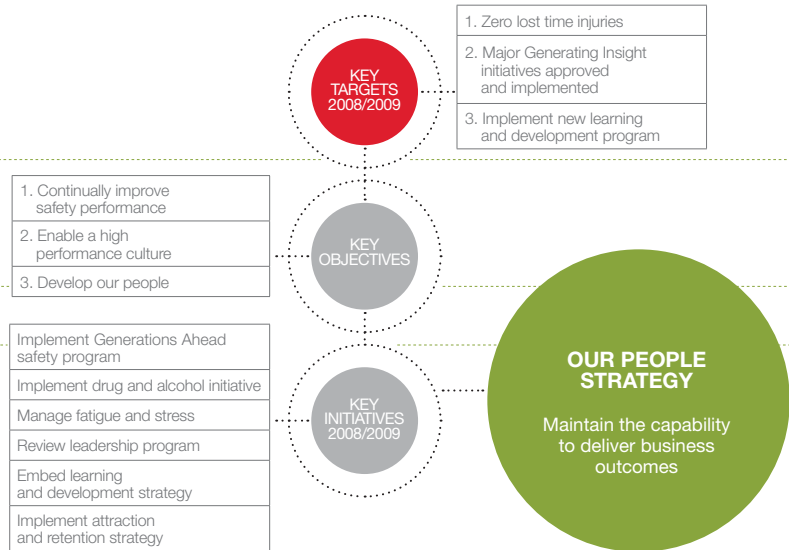 KEY
TARGETS
2008/2009
1. Zero lost time injuries
2. Major Generating Insight
initiatives approved
and implemented
3. Implement new learning
and development program
1. Continually improve
safety performance
2. Enable a high
performance culture
3. Develop our people
KEY
OBJECTIVES
Implement Generations Ahead
safety program
Implement drug and alcohol initiative
Manage fatigue and stress
Review leadership program
Embed learning
and development strategy
Implement attraction
and retention strategy
KEY
INITIATIVES
2008/2009
OUR PEOPLE
STRATEGY
Maintain the capability
to deliver business
outcomes